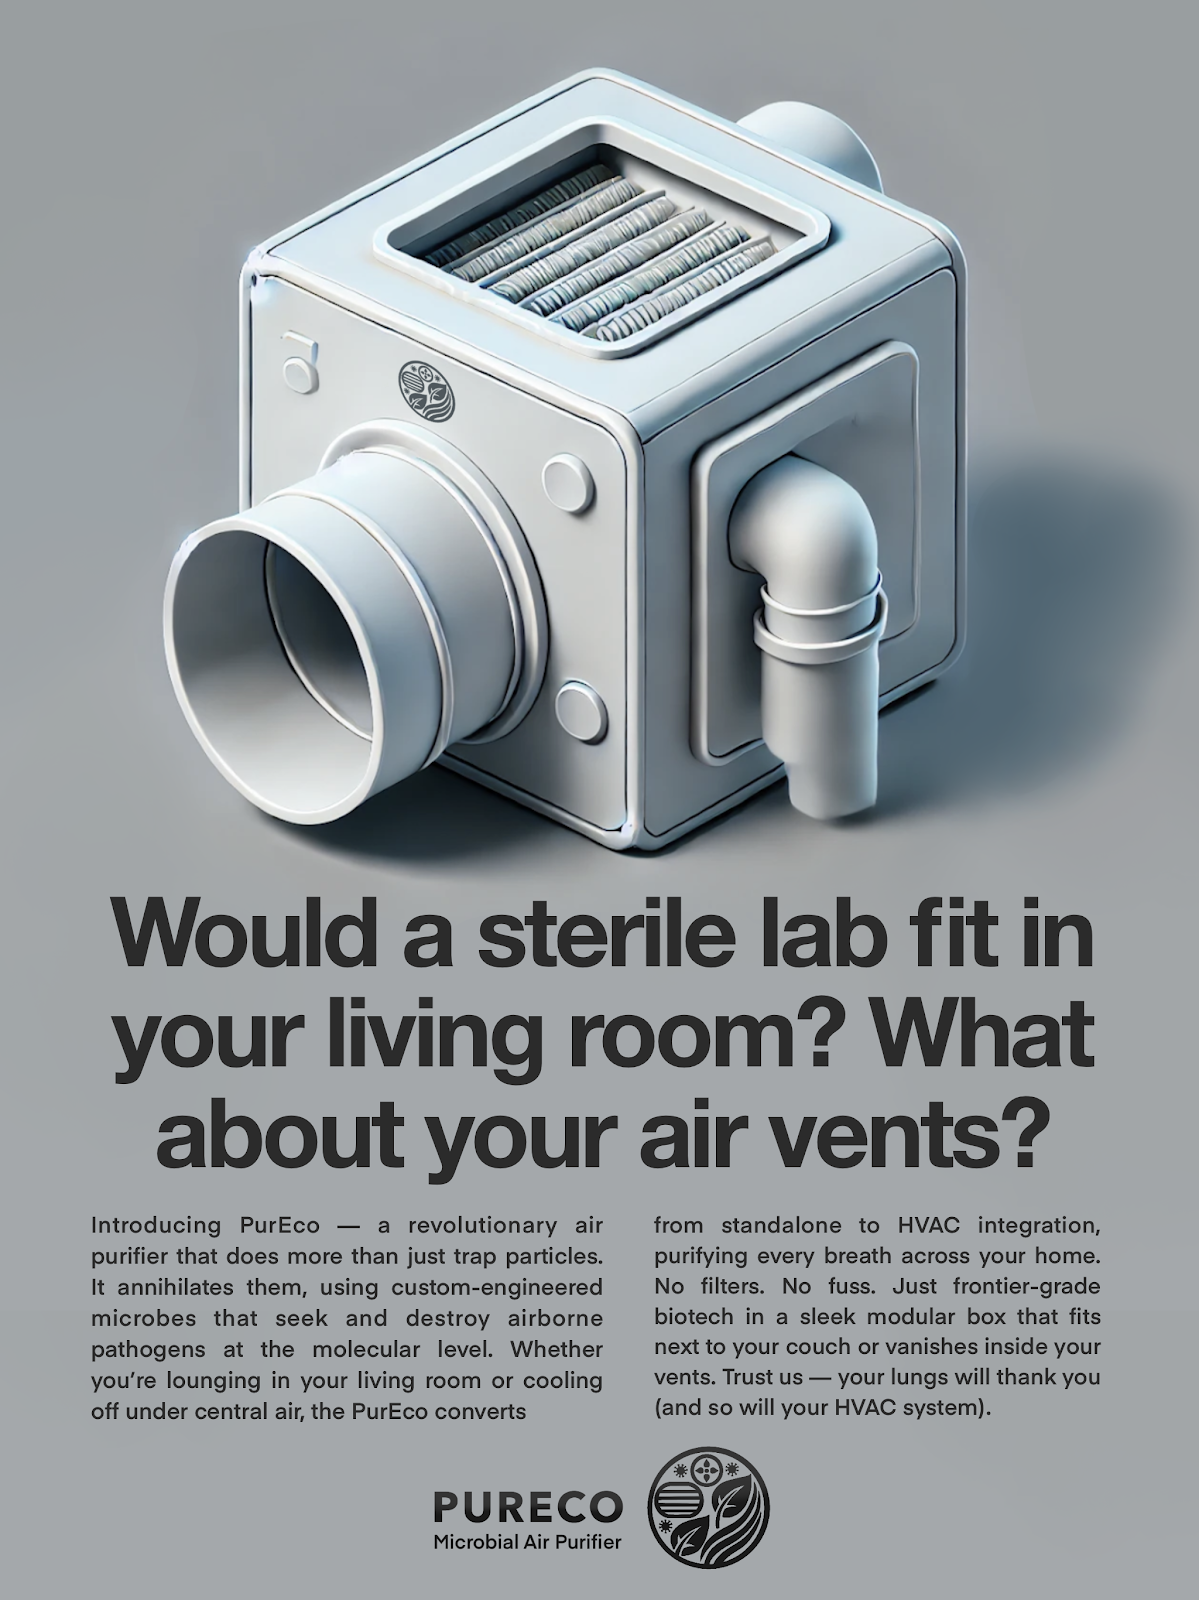 Would a sterile lab fit in
your living room? What
about your air vents?
Introducing PurEco — a revolutionary air
purifier that does more than just trap particles.
It annihilates them, using custom-engineered
microbes that seek and destroy airborne
pathogens at the molecular level. Whether
you’re lounging in your living room or cooling
off under central air, the PurEco converts
from standalone to HVAC integration,
purifying every breath across your home.
No filters. No fuss. Just frontier-grade
biotech in a sleek modular box that fits
next to your couch or vanishes inside your
vents. Trust us — your lungs will thank you
(and so will your HVAC system).
PURECO
Microbial Air Purifier